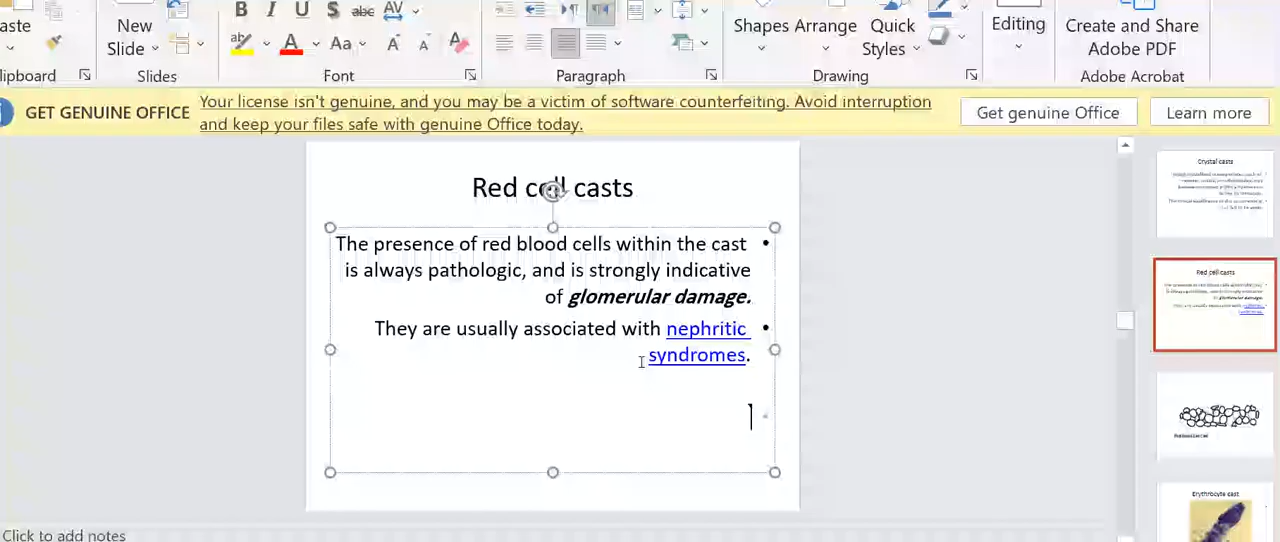 aste
New
Slide
B I U S abc AV
A Aa A A
Shapes Arrange
Quick
Styles
Editing
Create and Share
Adobe PDF
lipboard
Slides
Font
Paragraph
Drawing
Adobe Acrobat
GET GENUINE OFFICE
Your license isn't genuine, and you may be a victim of software counterfeiting. Avoid interruption
and keep your files safe with genuine Office today.
Get genuine Office
Learn more
Red cell casts
The presence of red blood cells within the cast •
is always pathologic, and is strongly indicative
of glomerular damage.
They are usually associated with nephritic •
syndromes.
Crystal casts
Red cell casts
Erythrocyte cast
Click to add notes